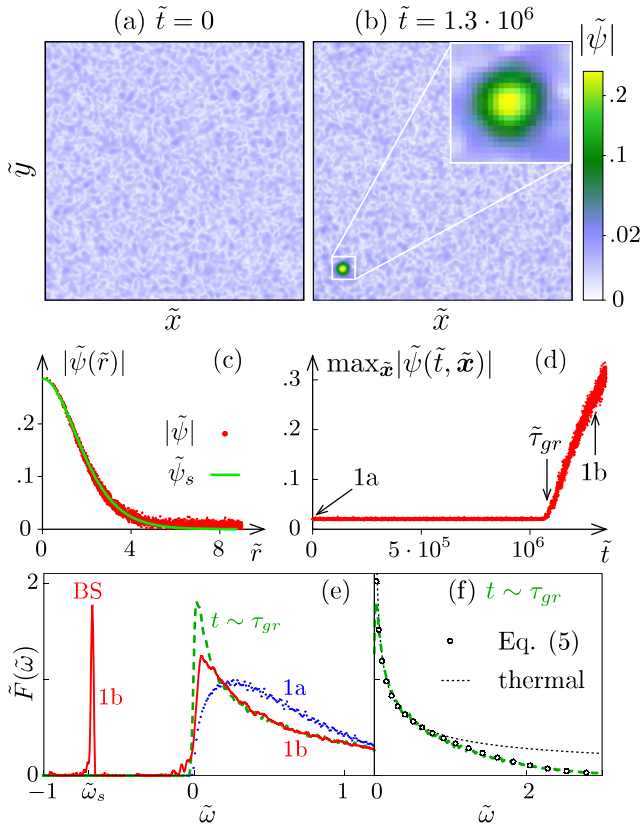 (a) t̃ = 0
(b) t̃ = 1.3 · 10⁶
|ψ̃|
.2
.1
.02
0
ỹ
x̃
x̃
|ψ̃(r̃)|
(c)
.2
.1
0
|ψ̃|
ψ̃ₛ
0
4
8
r̃
max_x̃|ψ̃(t̃, x̃)|
(d)
.3
.2
.1
0
1a
τ̃_gr
1b
0
5 · 10⁵
10⁶
t̃
F̃(ω̃)
2
1
0
BS
1b
(e)
t ∼ τ_gr
1a
1b
-1
ω̃ₛ
0
1
ω̃
(f)
t ∼ τ_gr
Eq. (5)
thermal
0
2
ω̃